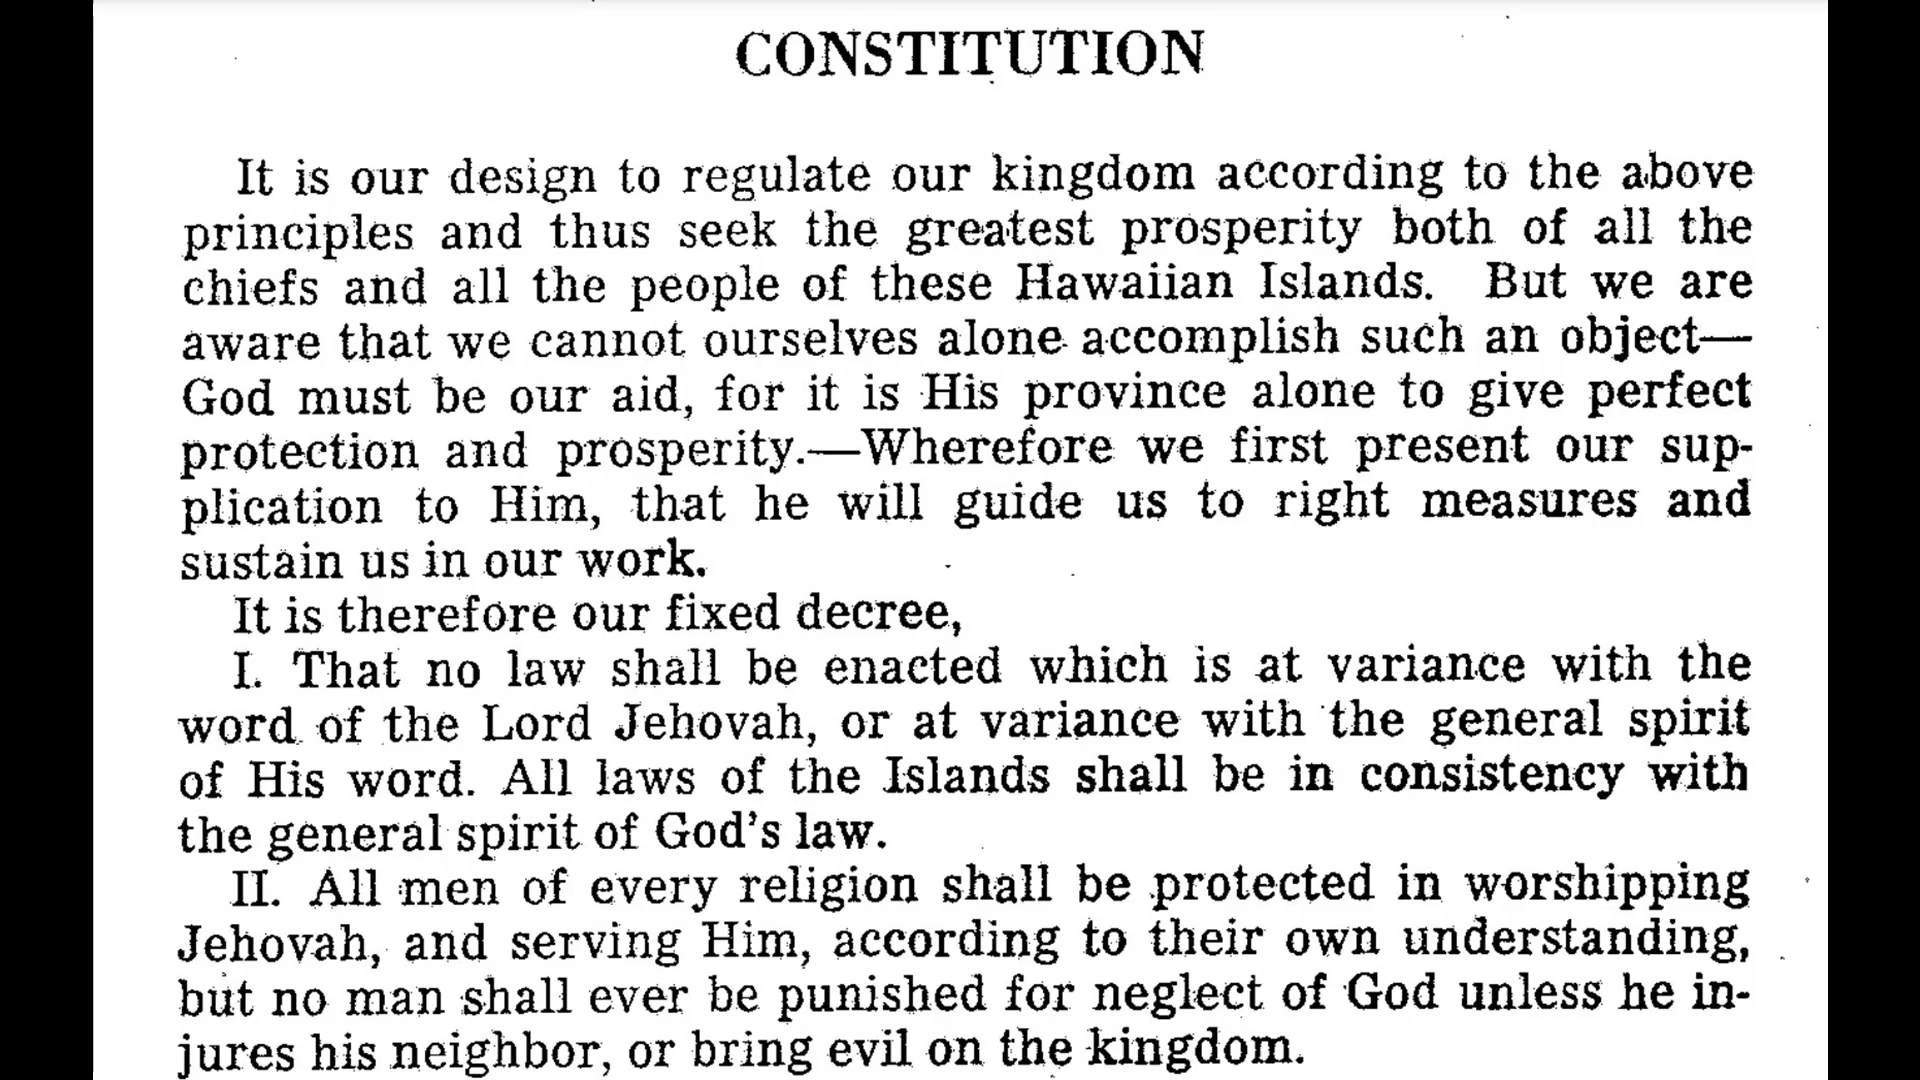 CONSTITUTION
It is our design to regulate our kingdom according to the above
principles and thus seek the greatest prosperity both of all the
chiefs and all the people of these Hawaiian Islands. But we are
aware that we cannot ourselves alone accomplish such an object—
God must be our aid, for it is His province alone to give perfect
protection and prosperity.—Wherefore we first present our sup-
plication to Him, that he will guide us to right measures and
sustain us in our work.
It is therefore our fixed decree,
I. That no law shall be enacted which is at variance with the
word of the Lord Jehovah, or at variance with the general spirit
of His word. All laws of the Islands shall be in consistency with
the general spirit of God's law.
II. All men of every religion shall be protected in worshipping
Jehovah, and serving Him, according to their own understanding,
but no man shall ever be punished for neglect of God unless he in-
jures his neighbor, or bring evil on the kingdom.